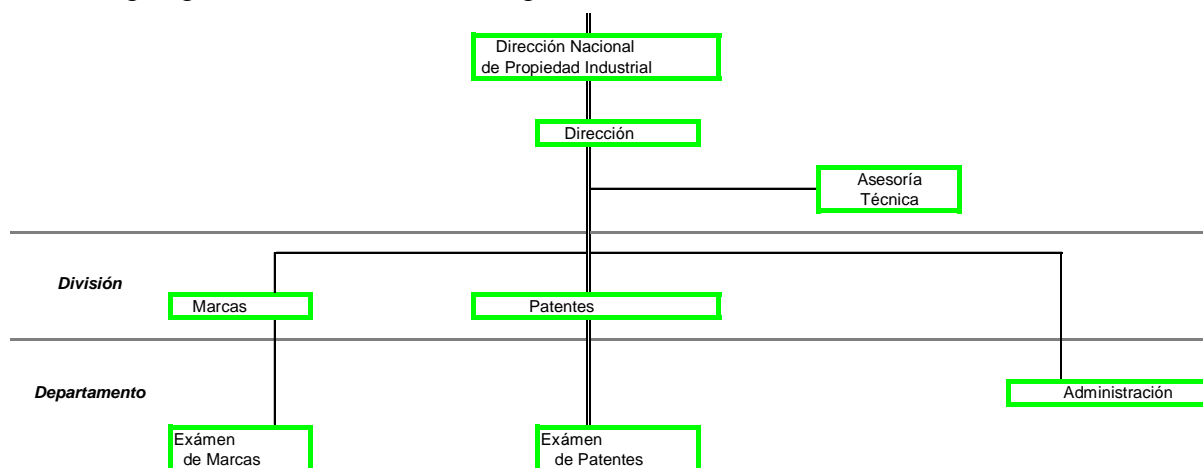 Dirección Nacional
de Propiedad Industrial
Dirección
Asesoría
Técnica
División
Marcas
Patentes
Departamento
Administración
Exámen
de Marcas
Exámen
de Patentes